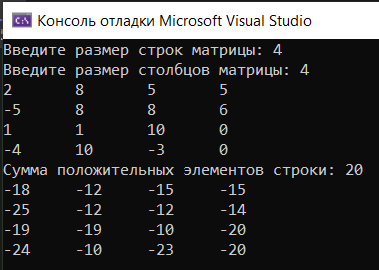 Консоль отладки Microsoft Visual Studio
Введите размер строк матрицы: 4
Введите размер столбцов матрицы: 4
2 8 5 5
-5 8 8 6
1 1 10 0
-4 10 -3 0
Сумма положительных элементов строки: 20
-18 -12 -15 -15
-25 -12 -12 -14
-19 -19 -10 -20
-24 -10 -23 -20